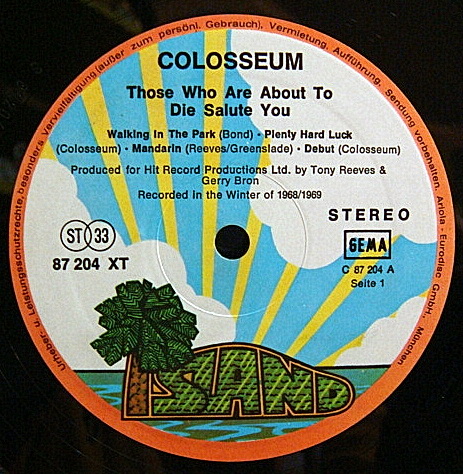 COLOSSEUM
Those Who Are About To
Die Salute You
Walking In The Park (Bond) · Plenty Hard Luck
(Colosseum) · Mandarin (Reeves/Greenslade) · Debut (Colosseum)
Produced for Hit Record Productions Ltd. by Tony Reeves &
Gerry Bron
Recorded in the Winter of 1968/1969
STEREO
ST 33
GEMA
87 204 XT
C 87 204 A
Seite 1
ISLAND
Urheber- u. Leistungsschutzrechte, besonders Vervielfältigung (außer zum persönl. Gebrauch), Vermietung, Aufführung, Sendung vorbehalten. Ariola - Eurodisc GmbH., München